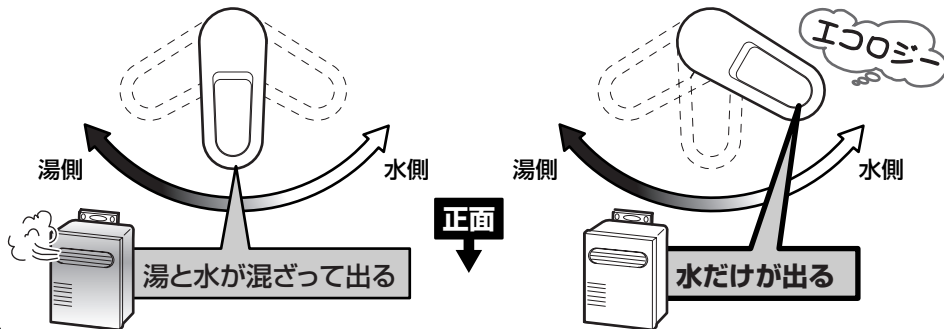 エコロジー
湯側
水側
湯側
水側
正面
湯と水が混ざって出る
水だけが出る